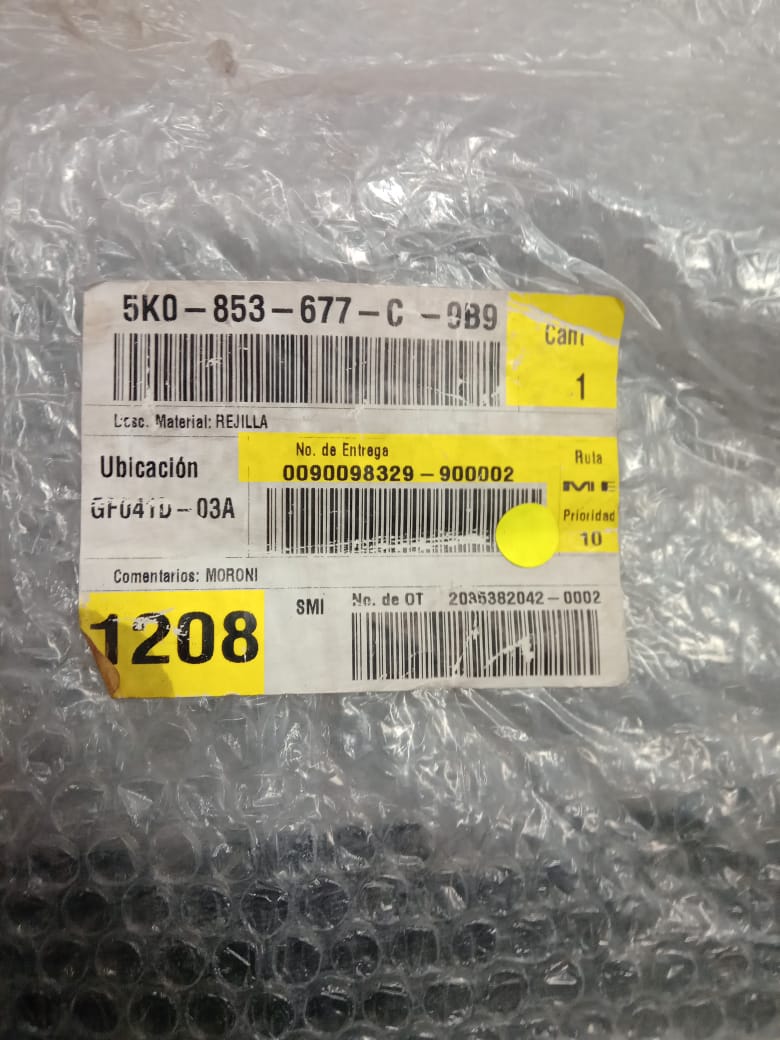 5K0-853-677-C -9B9
Cant
1
Desc. Material: REJILLA
No. de Entrega
0090098329-900002
Ubicación
GF041D-03A
Ruta
ME
Prioridad
10
Comentarios: MORONI
1208
SMI
No. de OT 2035382042-0002